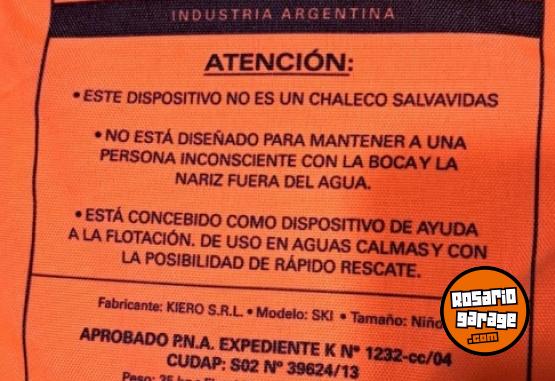 INDUSTRIA ARGENTINA
ATENCIÓN:
• ESTE DISPOSITIVO NO ES UN CHALECO SALVAVIDAS
• NO ESTÁ DISEÑADO PARA MANTENER A UNA
PERSONA INCONSCIENTE CON LA BOCA Y LA
NARIZ FUERA DEL AGUA.
• ESTÁ CONCEBIDO COMO DISPOSITIVO DE AYUDA
A LA FLOTACIÓN. DE USO EN AGUAS CALMAS Y CON
LA POSIBILIDAD DE RÁPIDO RESCATE.
Fabricante: KIERO S.R.L. • Modelo: SKI • Tamaño: Niño
APROBADO P.N.A. EXPEDIENTE K Nº 1232-cc/04
CUDAP: S02 Nº 39624/13
Peso: 25
Rosario
garage
.com